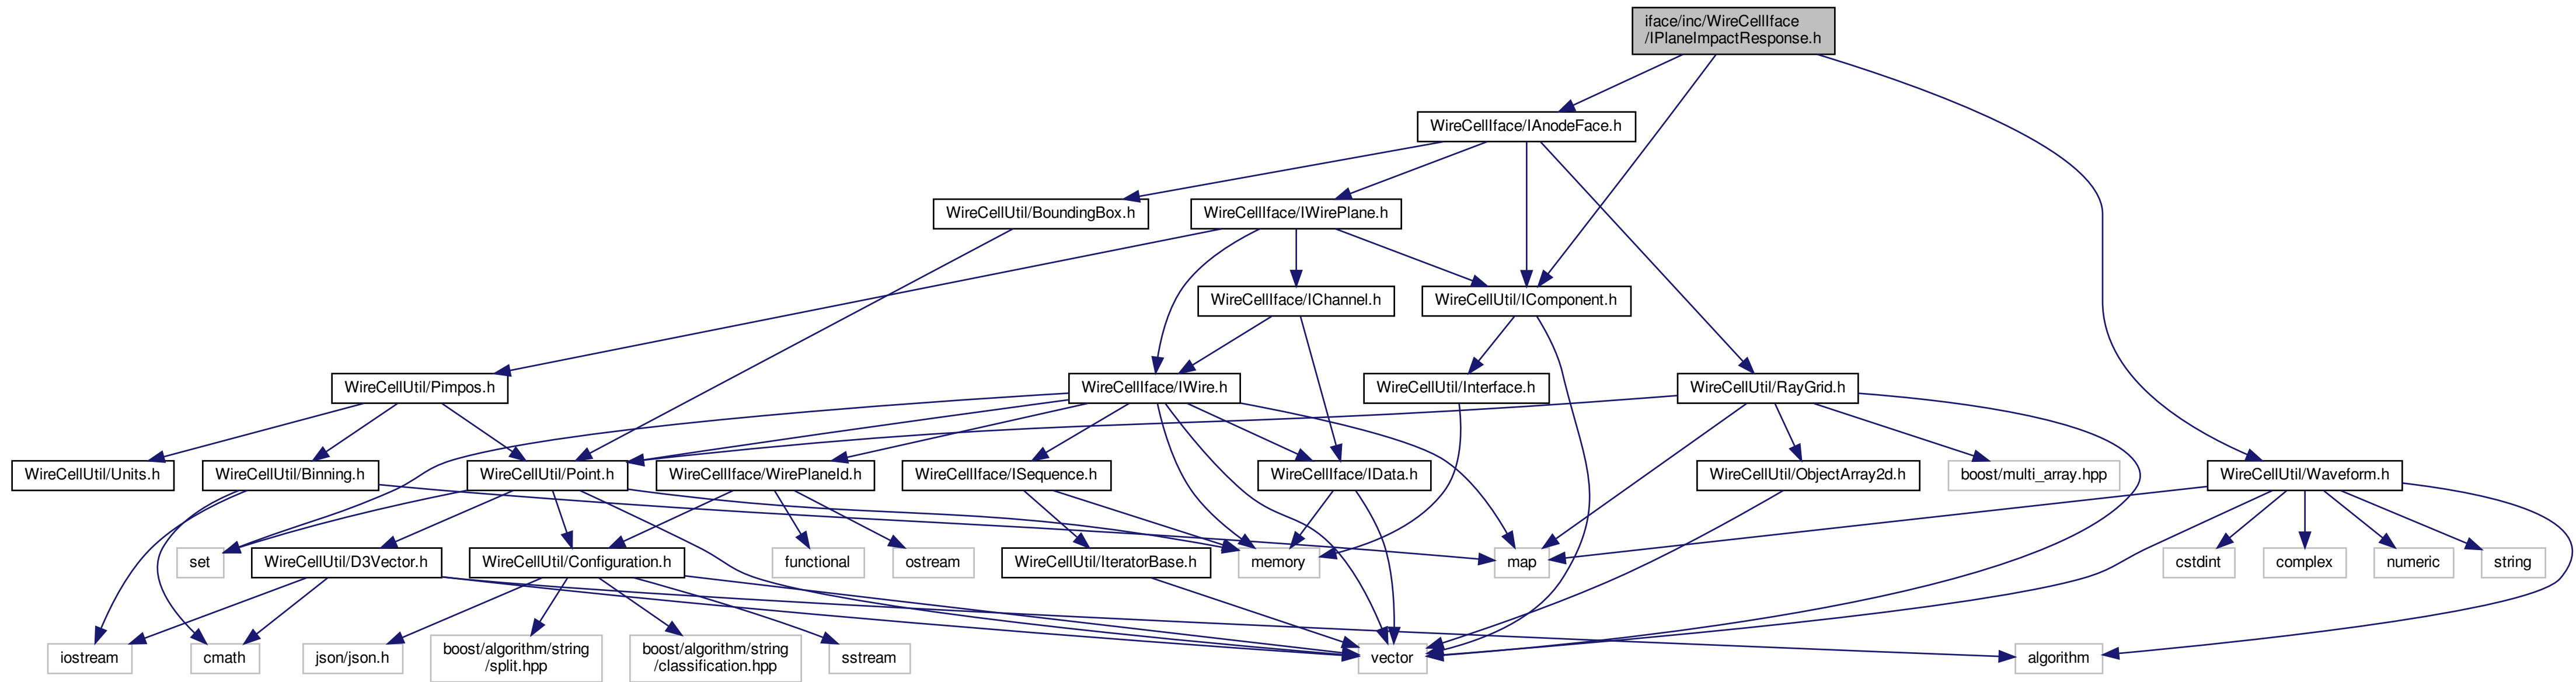 iface/inc/WireCellIface
/IPlaneImpactResponse.h
WireCellIface/IAnodeFace.h
WireCellUtil/BoundingBox.h
WireCellIface/IWirePlane.h
WireCellIface/IChannel.h
WireCellUtil/IComponent.h
WireCellUtil/Pimpos.h
WireCellIface/IWire.h
WireCellUtil/Interface.h
WireCellUtil/RayGrid.h
WireCellUtil/Units.h
WireCellUtil/Binning.h
WireCellUtil/Point.h
WireCellIface/WirePlaneId.h
WireCellIface/ISequence.h
WireCellIface/IData.h
WireCellUtil/ObjectArray2d.h
boost/multi_array.hpp
WireCellUtil/Waveform.h
set
WireCellUtil/D3Vector.h
WireCellUtil/Configuration.h
functional
ostream
WireCellUtil/IteratorBase.h
memory
map
cstdint
complex
numeric
string
iostream
cmath
json/json.h
boost/algorithm/string
/split.hpp
boost/algorithm/string
/classification.hpp
sstream
vector
algorithm